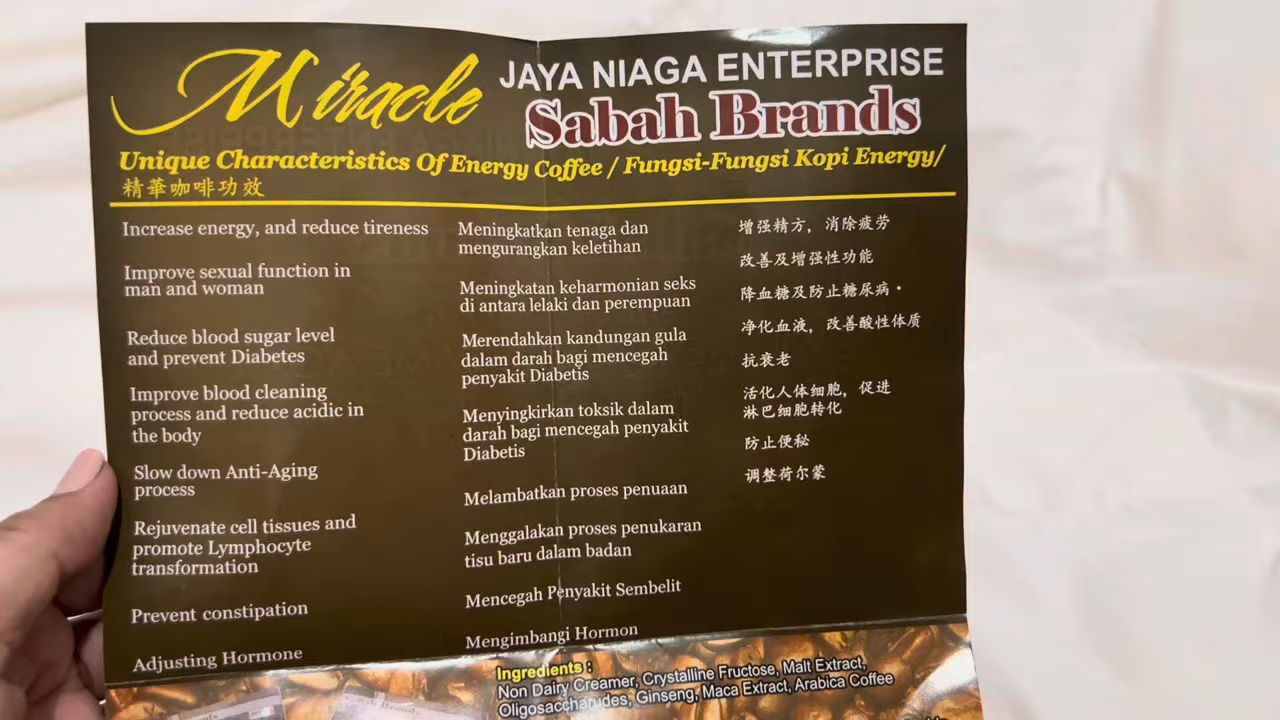 Miracle
JAYA NIAGA ENTERPRISE
Sabah Brands
Unique Characteristics Of Energy Coffee / Fungsi-Fungsi Kopi Energy/
精華咖啡功效
Increase energy, and reduce tireness
Improve sexual function in
man and woman
Reduce blood sugar level
and prevent Diabetes
Improve blood cleaning
process and reduce acidic in
the body
Slow down Anti-Aging
process
Rejuvenate cell tissues and
promote Lymphocyte
transformation
Prevent constipation
Adjusting Hormone
Meningkatkan tenaga dan
mengurangkan keletihan
Meningkatan keharmonian seks
di antara lelaki dan perempuan
Merendahkan kandungan gula
dalam darah bagi mencegah
penyakit Diabetis
Menyingkirkan toksik dalam
darah bagi mencegah penyakit
Diabetis
Melambatkan proses penuaan
Menggalakan proses penukaran
tisu baru dalam badan
Mencegah Penyakit Sembelit
Mengimbangi Hormon
增强精方，消除疲劳
改善及增强性功能
降血糖及防止糖尿病·
净化血液，改善酸性体质
抗衰老
活化人体细胞，促进
淋巴细胞转化
防止便秘
调整荷尔蒙
Ingredients :
Non Dairy Creamer, Crystalline Fructose, Malt Extract,
Oligosaccharudes, Ginseng, Maca Extract, Arabica Coffee